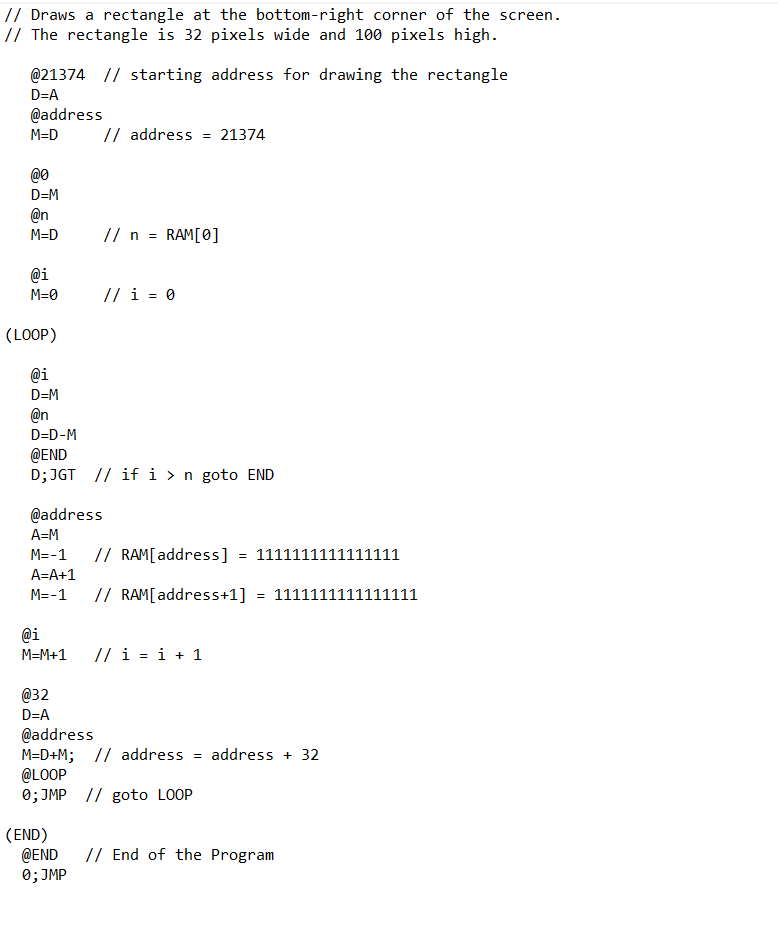 // Draws a rectangle at the bottom-right corner of the screen.
// The rectangle is 32 pixels wide and 100 pixels high.
@21374 // starting address for drawing the rectangle
D=A
@address
M=D // address = 21374
@0
D=M
@n
M=D // n = RAM[0]
@i
M=0 // i = 0
(LOOP)
@i
D=M
@n
D=D-M
@END
D;JGT // if i > n goto END
@address
A=M
M=-1 // RAM[address] = 1111111111111111
A=A+1
M=-1 // RAM[address+1] = 1111111111111111
@i
M=M+1 // i = i + 1
@32
D=A
@address
M=D+M; // address = address + 32
@LOOP
0;JMP // goto LOOP
(END)
@END // End of the Program
0;JMP